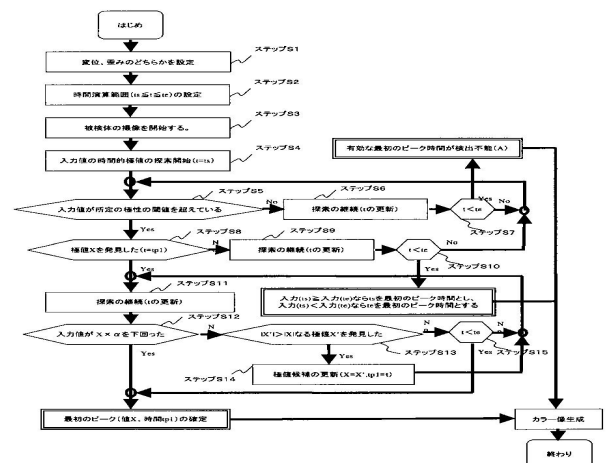 はじめ
ステップS1
変位、歪みのどちらかを設定
ステップS2
時間演算範囲(ts≦t≦te)の設定
ステップS3
被検体の撮像を開始する。
ステップS4
入力値の時間的極値の探索開始(t=ts)
有効な最初のピーク時間が検出不能(A)
ステップS5
入力値が所定の極性の閾値を超えている
No
ステップS6
探索の継続(tの更新)
Yes
t<te
No
ステップS7
Yes
ステップS8
極値Xを発見した(t=tp1)
N
ステップS9
探索の継続(tの更新)
t<te
No
ステップS10
Yes
Yes
ステップS11
探索の継続(tの更新)
入力(ts)≧入力(te)ならtsを最初のピーク時間とし、
入力(ts)<入力(te)ならteを最初のピーク時間とする
ステップS12
入力値が X × αを下回った
N
|X'|>|X|なる極値X'を発見した
N
o
t<te
N
o
Yes
Yes
ステップS13
Yes
ステップS15
ステップS14
極値候補の更新(X=X',tp1=t)
最初のピーク(値X、時間tp1)の確定
カラー像生成
終わり